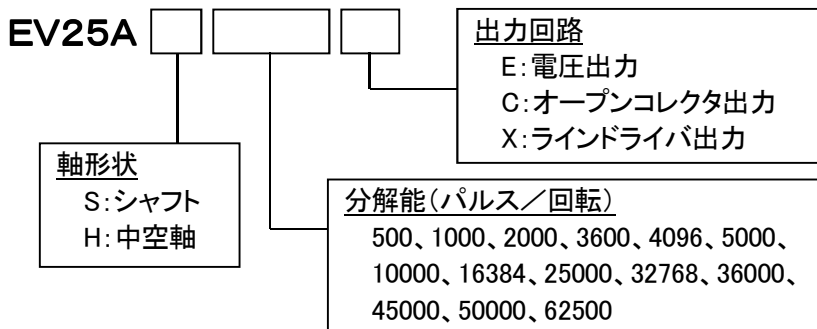 EV25A
出力回路
E:電圧出力
C:オープンコレクタ出力
X:ラインドライバ出力
軸形状
S:シャフト
H:中空軸
分解能(パルス/回転)
500、1000、2000、3600、4096、5000、
10000、16384、25000、32768、36000、
45000、50000、62500